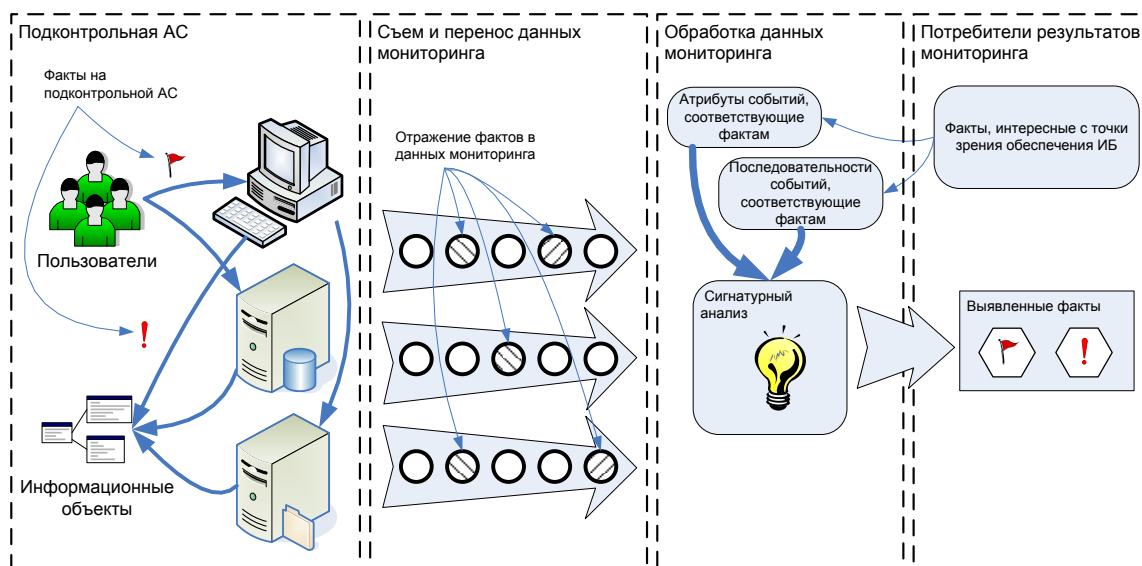 Подконтрольная АС
Факты на
подконтрольной АС
Пользователи
Информационные
объекты
Съем и перенос данных
мониторинга
Отражение фактов в
данных мониторинга
Обработка данных
мониторинга
Атрибуты событий,
соответствующие
фактам
Последовательности
событий,
соответствующие
фактам
Сигнатурный
анализ
Потребители результатов
мониторинга
Факты, интересные с точки
зрения обеспечения ИБ
Выявленные факты